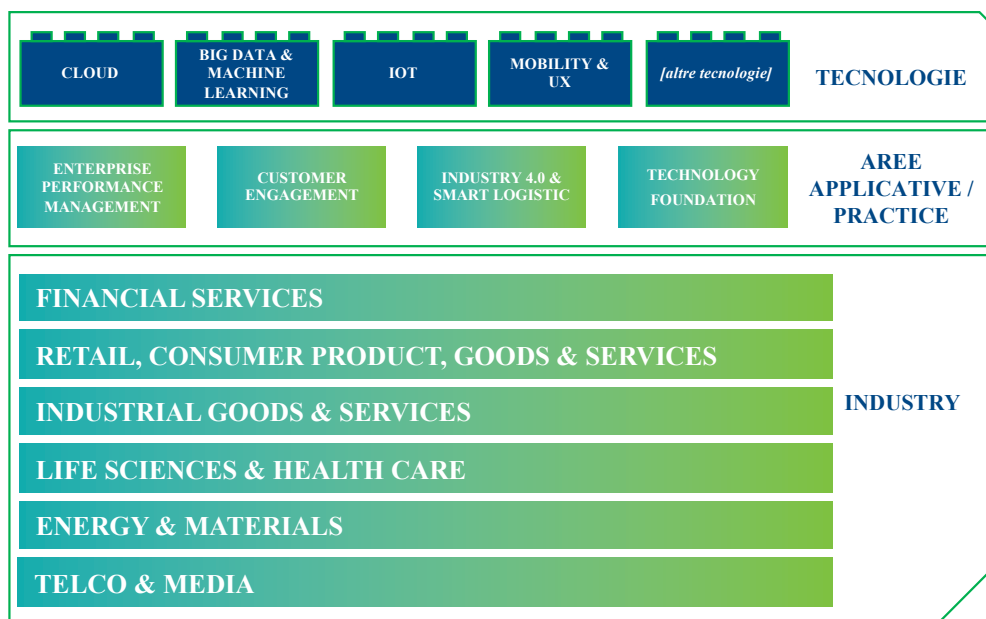 CLOUD
BIG DATA &
MACHINE
LEARNING
IOT
MOBILITY &
UX
[altre tecnologie]
TECNOLOGIE
ENTERPRISE
PERFORMANCE
MANAGEMENT
CUSTOMER
ENGAGEMENT
INDUSTRY 4.0 &
SMART LOGISTIC
TECHNOLOGY
FOUNDATION
AREE
APPLICATIVE /
PRACTICE
FINANCIAL SERVICES
RETAIL, CONSUMER PRODUCT, GOODS & SERVICES
INDUSTRIAL GOODS & SERVICES
LIFE SCIENCES & HEALTH CARE
ENERGY & MATERIALS
TELCO & MEDIA
INDUSTRY